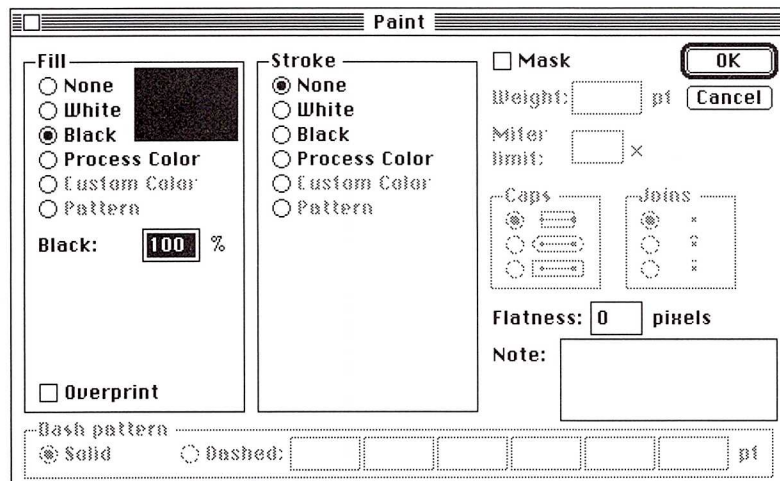 Paint
Fill
None
White
Black
Process Color
Custom Color
Pattern
Black: 100 %
Overprint
Stroke
None
White
Black
Process Color
Custom Color
Pattern
Mask
Weight: pt
Miter
limit: ×
Caps
Joins
Flatness: 0 pixels
Note:
OK
Cancel
Dash pattern
Solid Dashed: pt